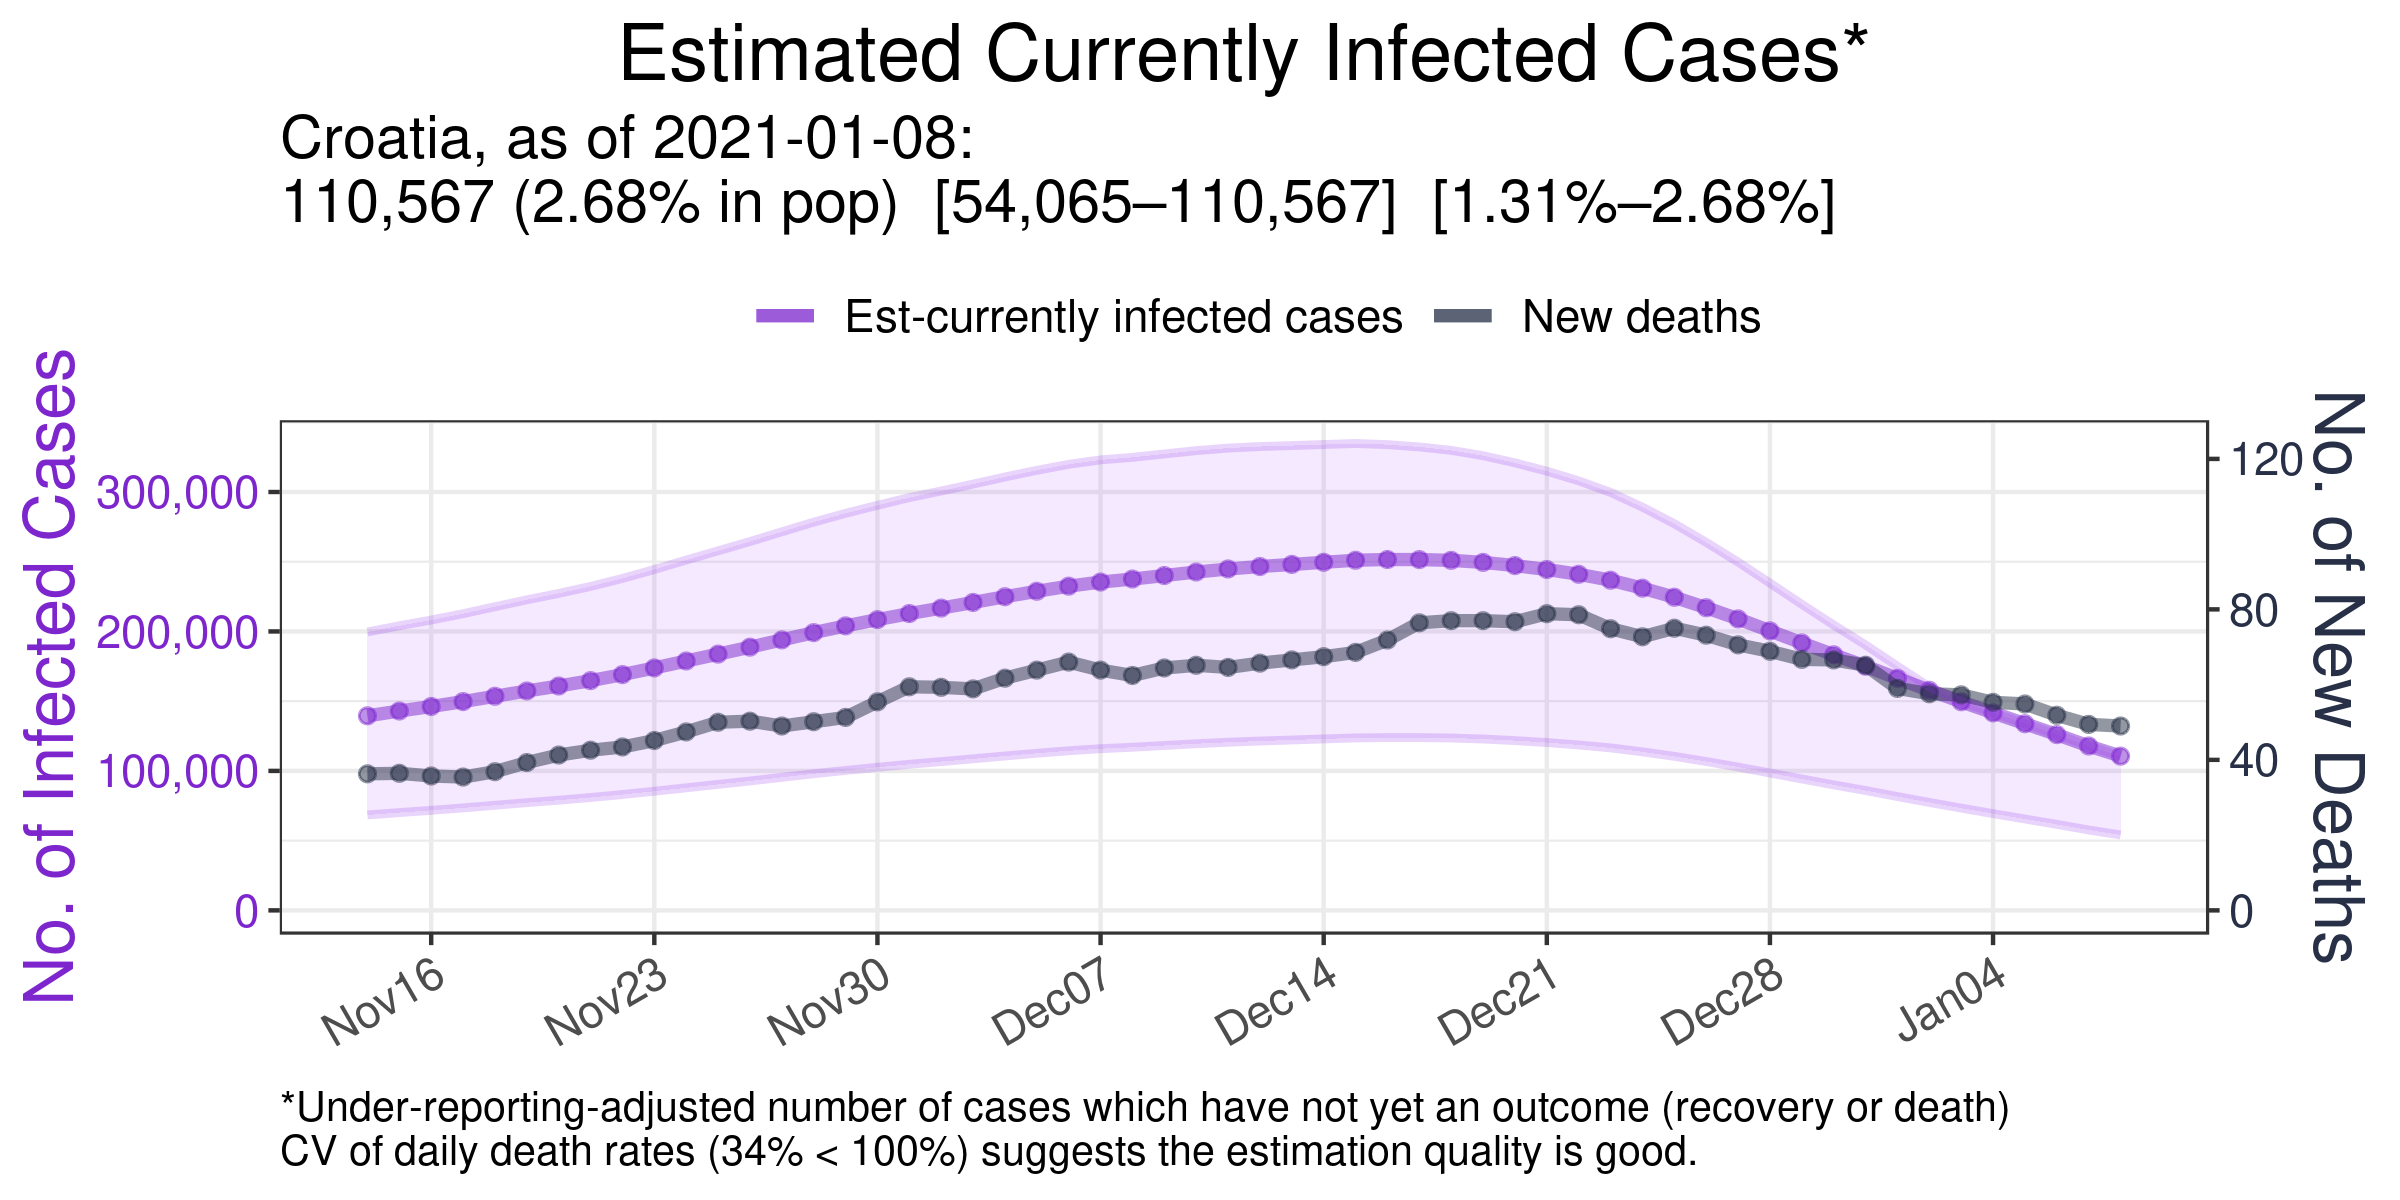 Estimated Currently Infected Cases*
Croatia, as of 2021-01-08:
110,567 (2.68% in pop)  [54,065–110,567]  [1.31%–2.68%]
Est-currently infected cases
New deaths
No. of Infected Cases
300,000
200,000
100,000
0
120
80
40
0
No. of New Deaths
Nov16
Nov23
Nov30
Dec07
Dec14
Dec21
Dec28
Jan04
*Under-reporting-adjusted number of cases which have not yet an outcome (recovery or death)
CV of daily death rates (34% < 100%) suggests the estimation quality is good.